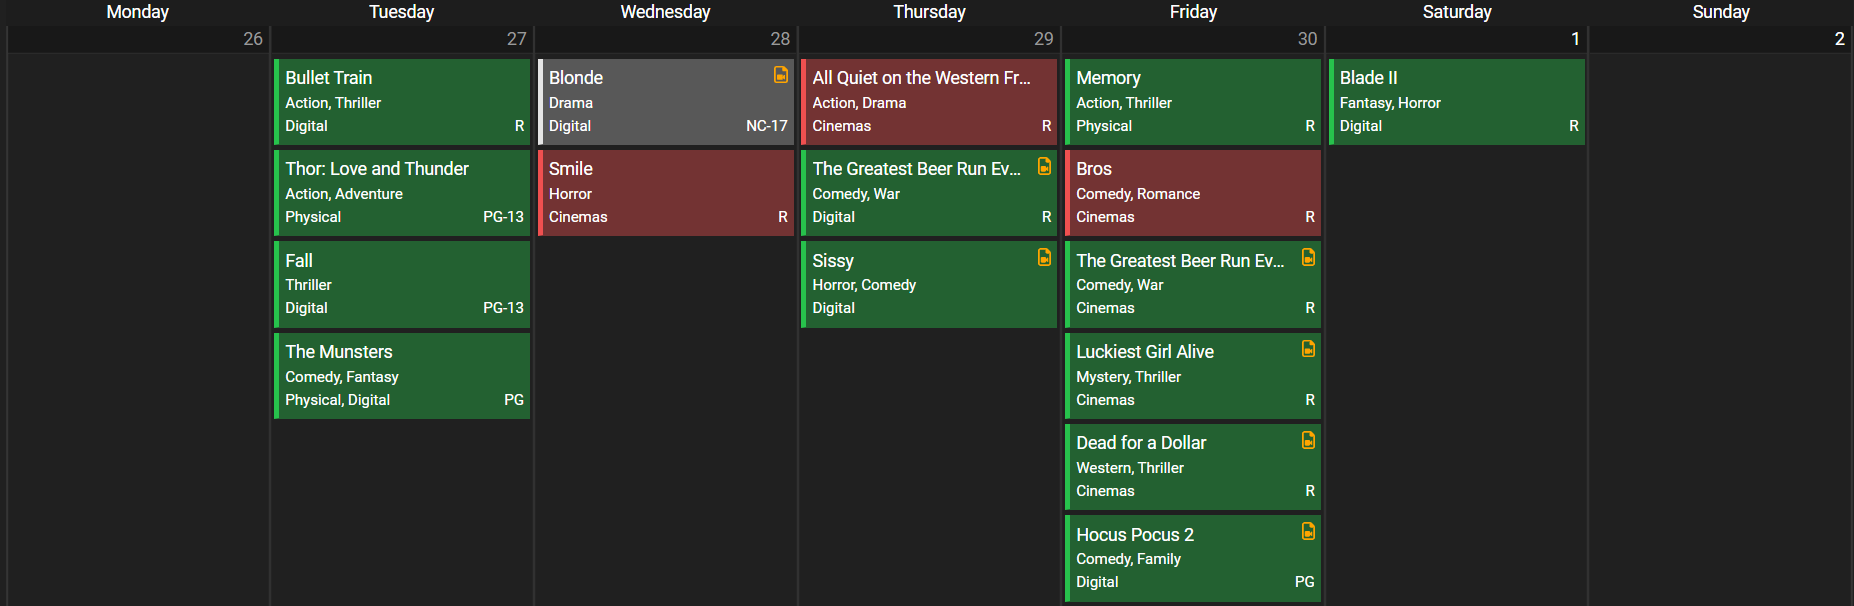 Monday
Tuesday
Wednesday
Thursday
Friday
Saturday
Sunday
26
27
28
29
30
1
2
Bullet Train
Action, Thriller
Digital R
Thor: Love and Thunder
Action, Adventure
Physical PG-13
Fall
Thriller
Digital PG-13
The Munsters
Comedy, Fantasy
Physical, Digital PG
Blonde
Drama
Digital NC-17
Smile
Horror
Cinemas R
All Quiet on the Western Fr...
Action, Drama
Cinemas R
The Greatest Beer Run Ev...
Comedy, War
Digital R
Sissy
Horror, Comedy
Digital
Memory
Action, Thriller
Physical R
Bros
Comedy, Romance
Cinemas R
The Greatest Beer Run Ev...
Comedy, War
Cinemas R
Luckiest Girl Alive
Mystery, Thriller
Cinemas R
Dead for a Dollar
Western, Thriller
Cinemas R
Hocus Pocus 2
Comedy, Family
Digital PG
Blade II
Fantasy, Horror
Digital R